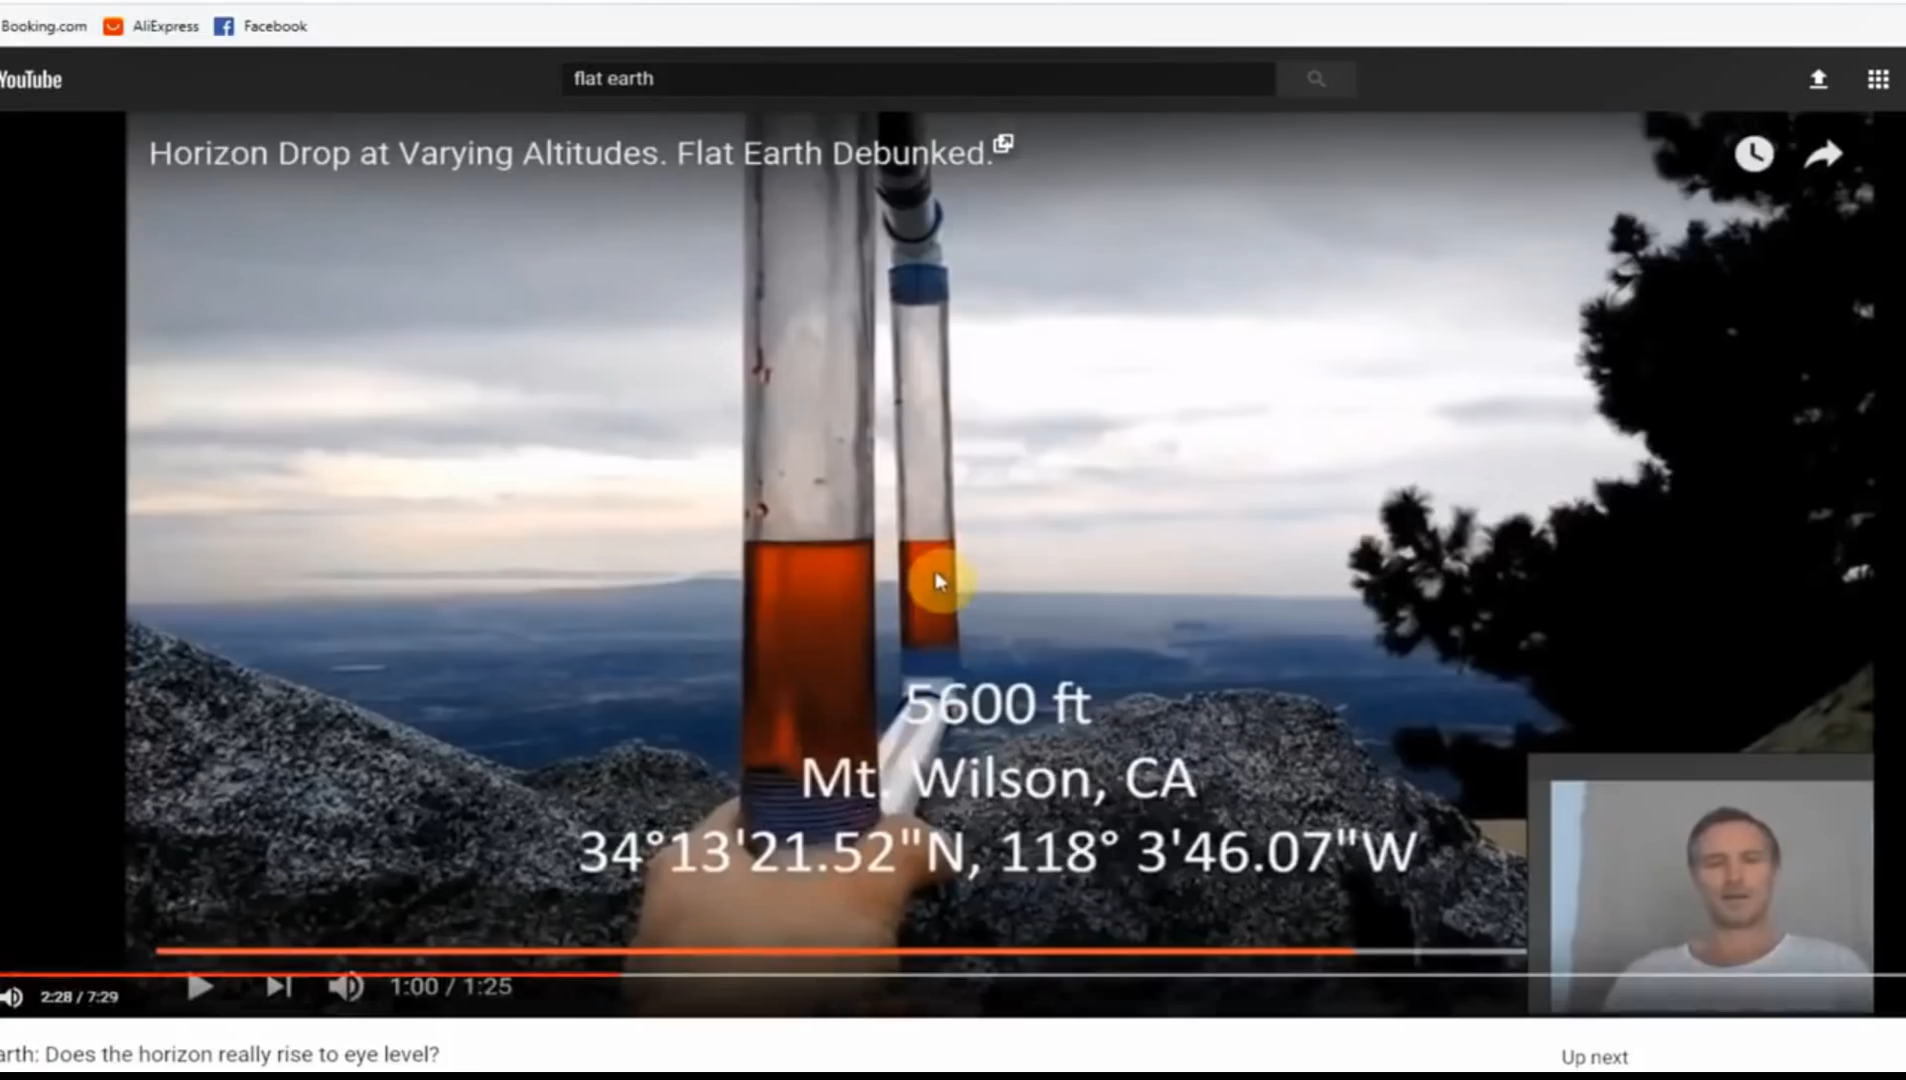 Booking.com AliExpress Facebook
YouTube flat earth
Horizon Drop at Varying Altitudes. Flat Earth Debunked.
5600 ft
Mt. Wilson, CA
34°13'21.52"N, 118° 3'46.07"W
1:00 / 1:25
2:28 / 7:29
arth: Does the horizon really rise to eye level?
Up next